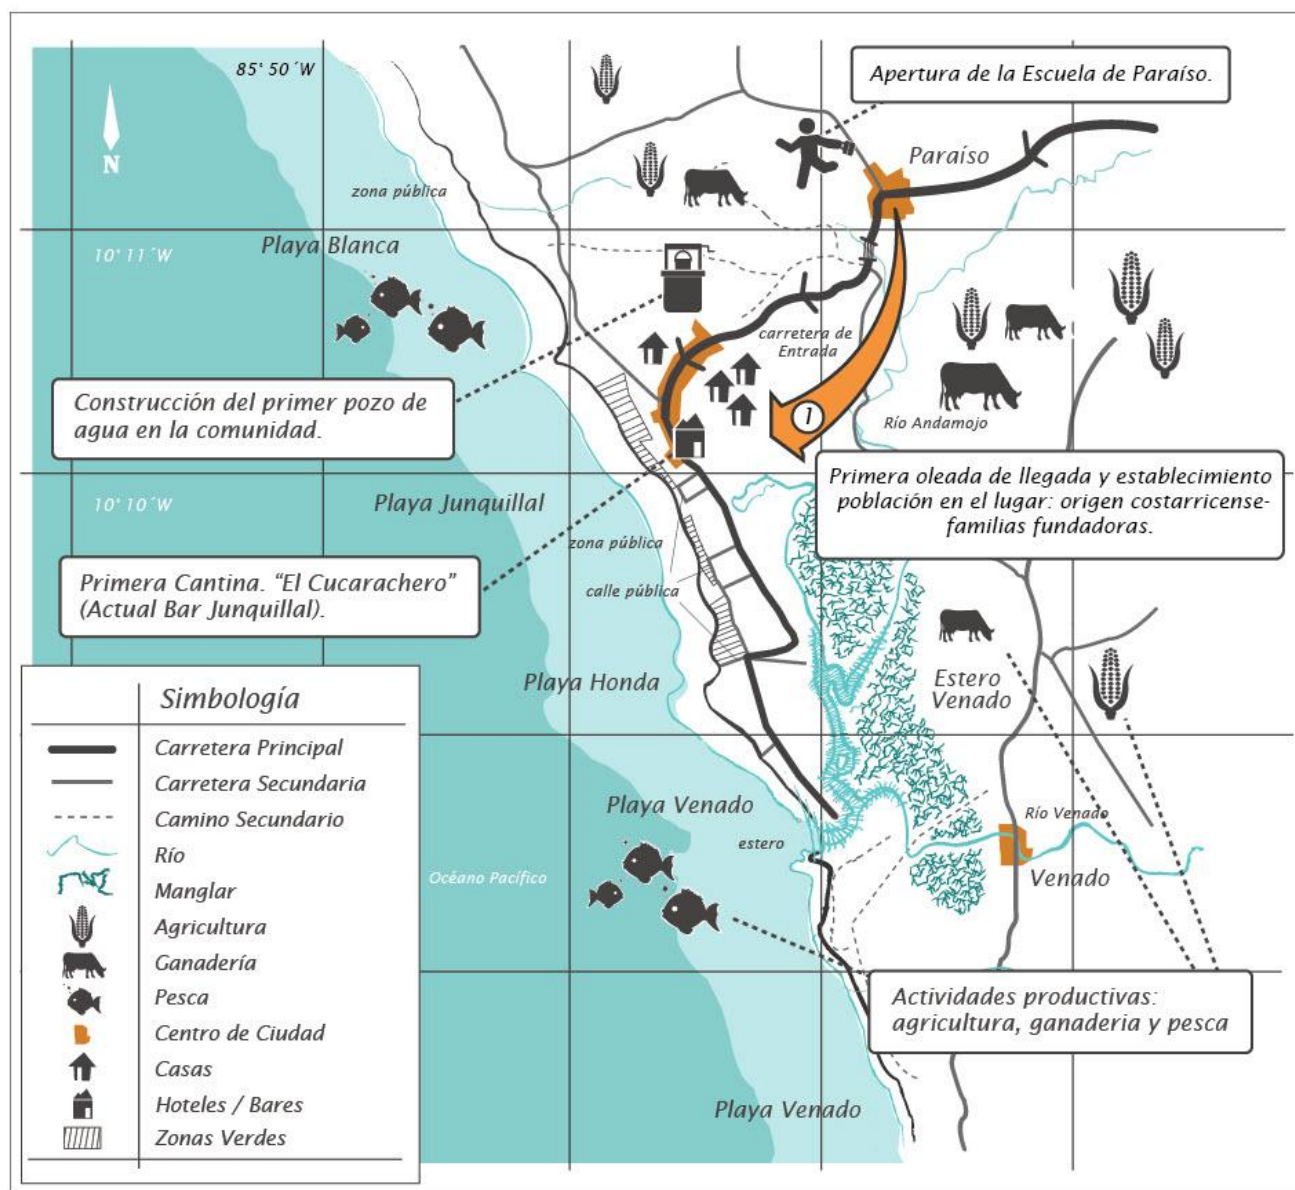 85° 50 ´W
Apertura de la Escuela de Paraíso.
N
Paraíso
zona pública
Playa Blanca
10° 11 ´W
carretera de
Entrada
Construcción del primer pozo de
agua en la comunidad.
1
Río Andamojo
Primera oleada de llegada y establecimiento
población en el lugar: origen costarricense-
familias fundadoras.
10° 10 ´W
Playa Junquillal
zona pública
Primera Cantina. "El Cucarachero"
(Actual Bar Junquillal).
calle pública
Playa Honda
Estero
Venado
Simbología
Carretera Principal
Carretera Secundaria
Camino Secundario
Río
Manglar
Agricultura
Ganadería
Pesca
Centro de Ciudad
Casas
Hoteles / Bares
Zonas Verdes
Playa Venado
estero
Río Venado
Venado
Océano Pacífico
Actividades productivas:
agricultura, ganaderia y pesca
Playa Venado